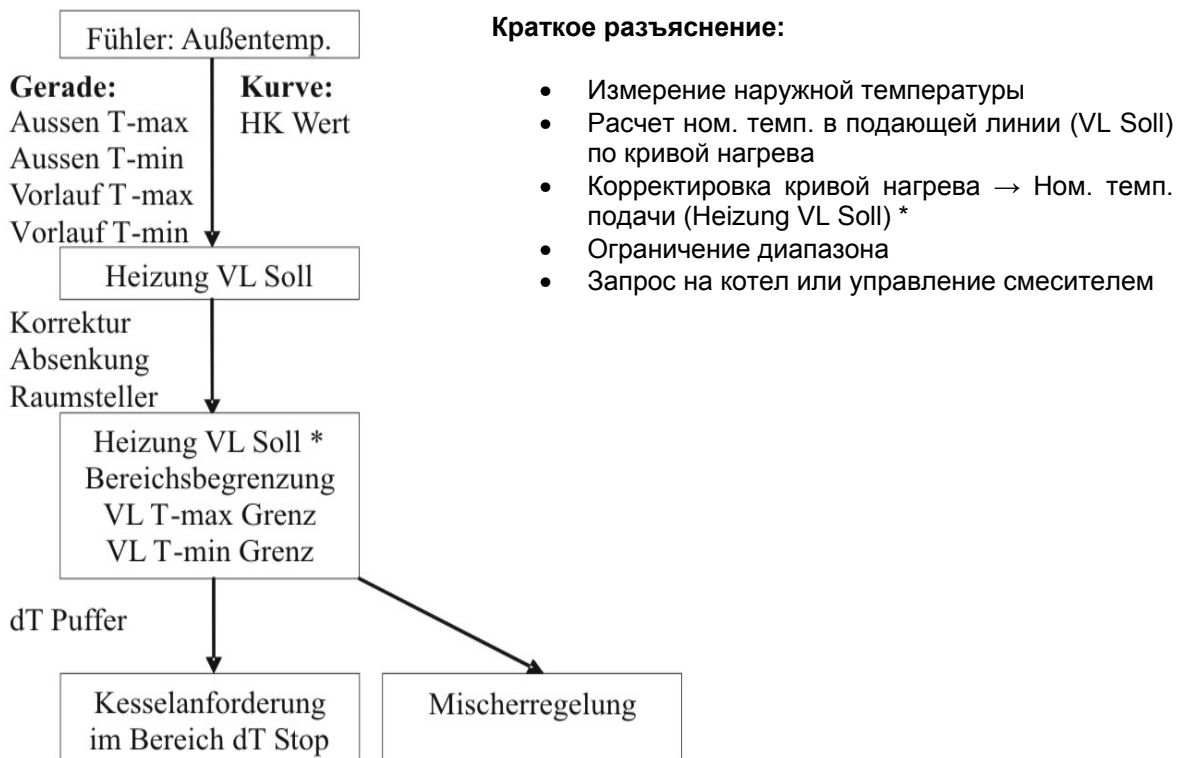 Fühler: Außentemp.
Gerade:
Aussen T-max
Aussen T-min
Vorlauf T-max
Vorlauf T-min
Kurve:
HK Wert
Heizung VL Soll
Korrektur
Absenkung
Raumsteller
Heizung VL Soll *
Bereichsbegrenzung
VL T-max Grenz
VL T-min Grenz
dT Puffer
Kesselanforderung
im Bereich dT Stop
Mischerregelung
Краткое разъяснение:
• Измерение наружной температуры
• Расчет ном. темп. в подающей линии (VL Soll)
по кривой нагрева
• Корректировка кривой нагрева → Ном. темп.
подачи (Heizung VL Soll) *
• Ограничение диапазона
• Запрос на котел или управление смесителем